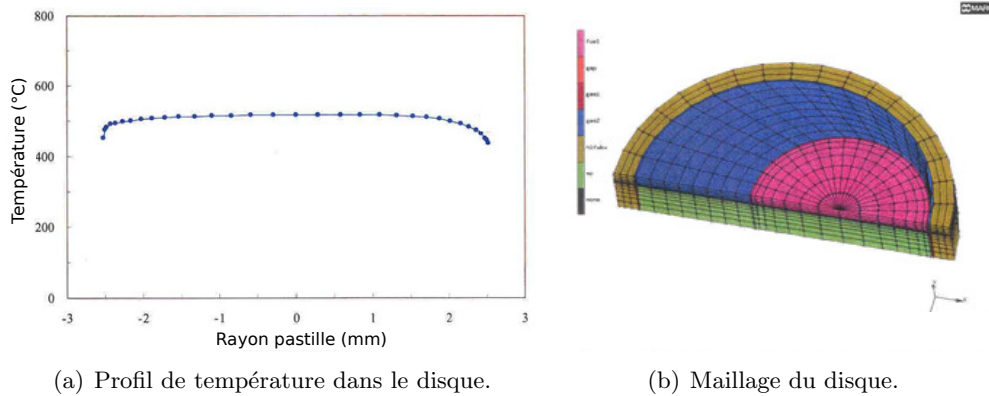 800
600
400
200
0
Température (°C)
-3
-2
-1
0
1
2
3
Rayon pastille (mm)
(a) Profil de température dans le disque.
none
Z
X
(b) Maillage du disque.